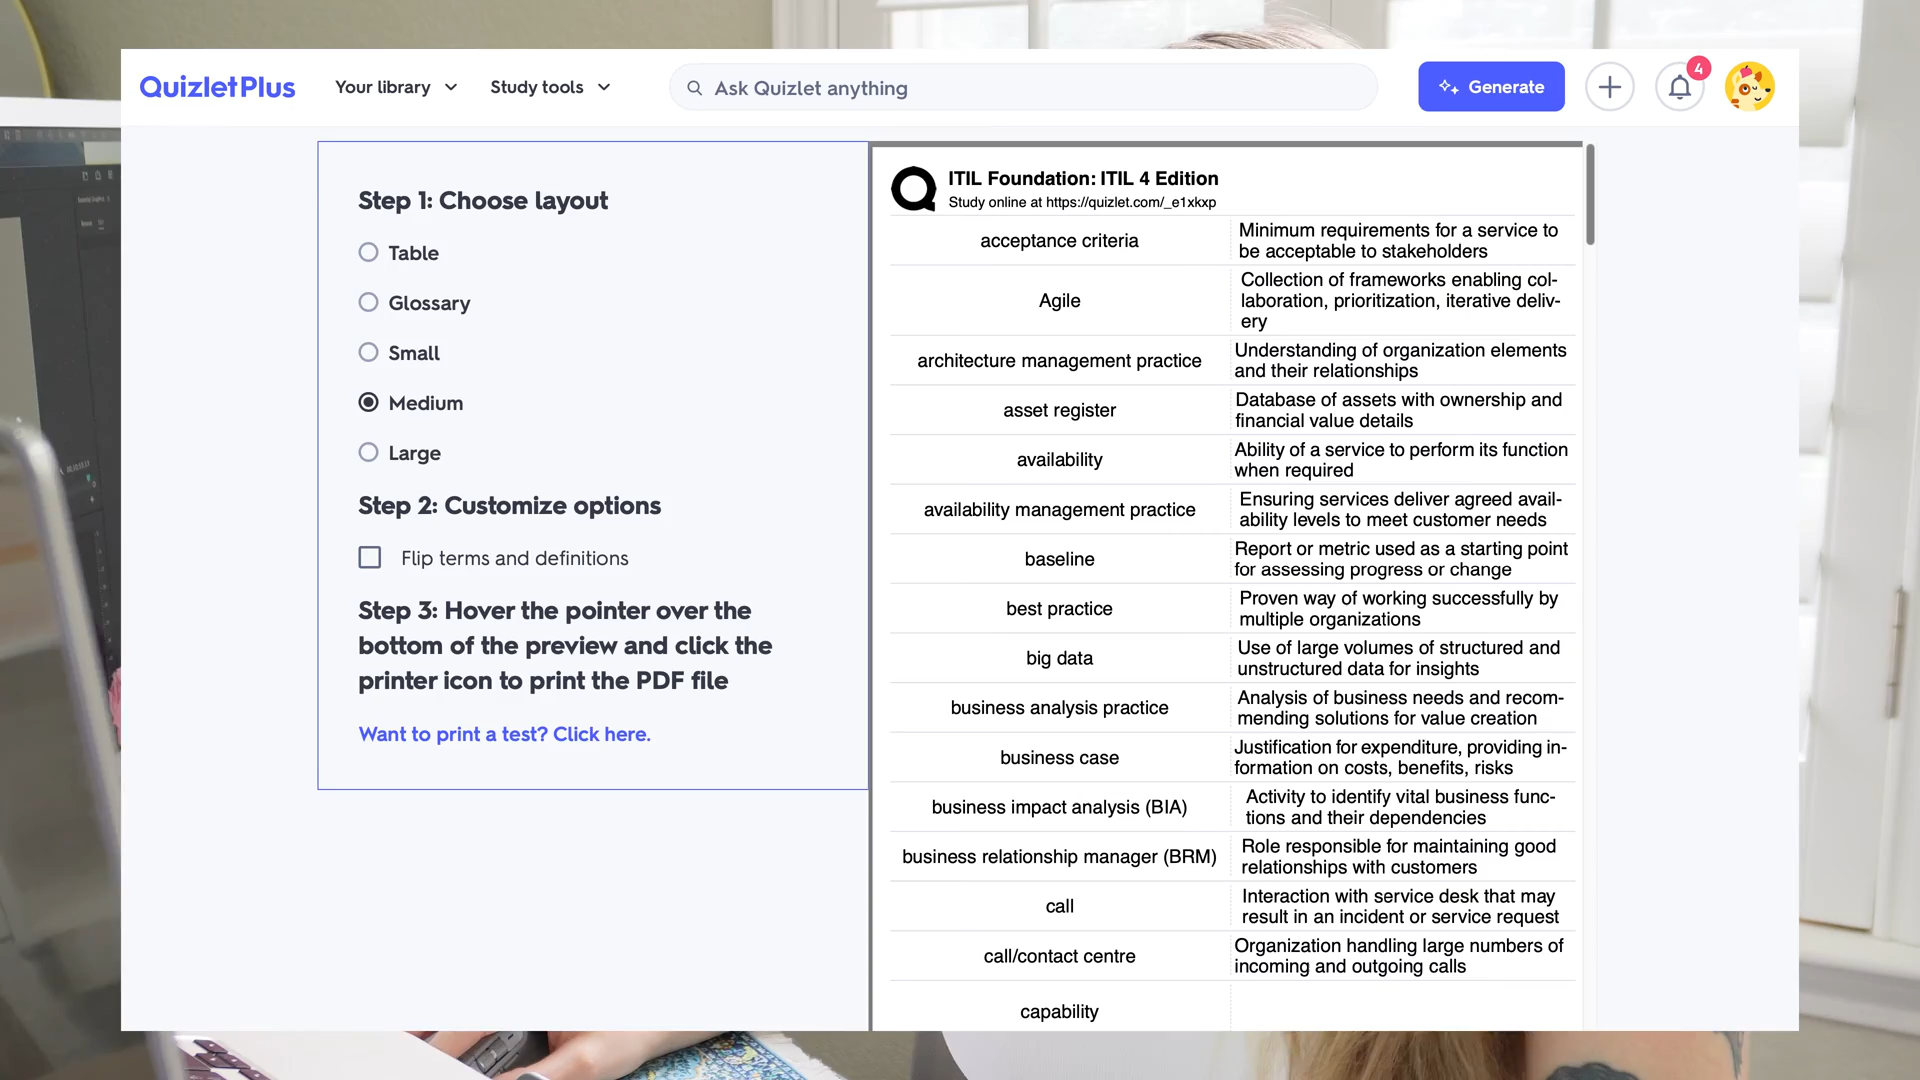 QuizletPlus
Your library
Study tools
Ask Quizlet anything
Generate
4
Step 1: Choose layout
Table
Glossary
Small
Medium
Large
Step 2: Customize options
Flip terms and definitions
Step 3: Hover the pointer over the
bottom of the preview and click the
printer icon to print the PDF file
Want to print a test? Click here.
ITIL Foundation: ITIL 4 Edition
Study online at https://quizlet.com/_e1xkxp
acceptance criteria
Minimum requirements for a service to
be acceptable to stakeholders
Agile
Collection of frameworks enabling col-
laboration, prioritization, iterative deliv-
ery
architecture management practice
Understanding of organization elements
and their relationships
asset register
Database of assets with ownership and
financial value details
availability
Ability of a service to perform its function
when required
availability management practice
Ensuring services deliver agreed avail-
ability levels to meet customer needs
baseline
Report or metric used as a starting point
for assessing progress or change
best practice
Proven way of working successfully by
multiple organizations
big data
Use of large volumes of structured and
unstructured data for insights
business analysis practice
Analysis of business needs and recom-
mending solutions for value creation
business case
Justification for expenditure, providing in-
formation on costs, benefits, risks
business impact analysis (BIA)
Activity to identify vital business func-
tions and their dependencies
business relationship manager (BRM)
Role responsible for maintaining good
relationships with customers
call
Interaction with service desk that may
result in an incident or service request
call/contact centre
Organization handling large numbers of
incoming and outgoing calls
capability